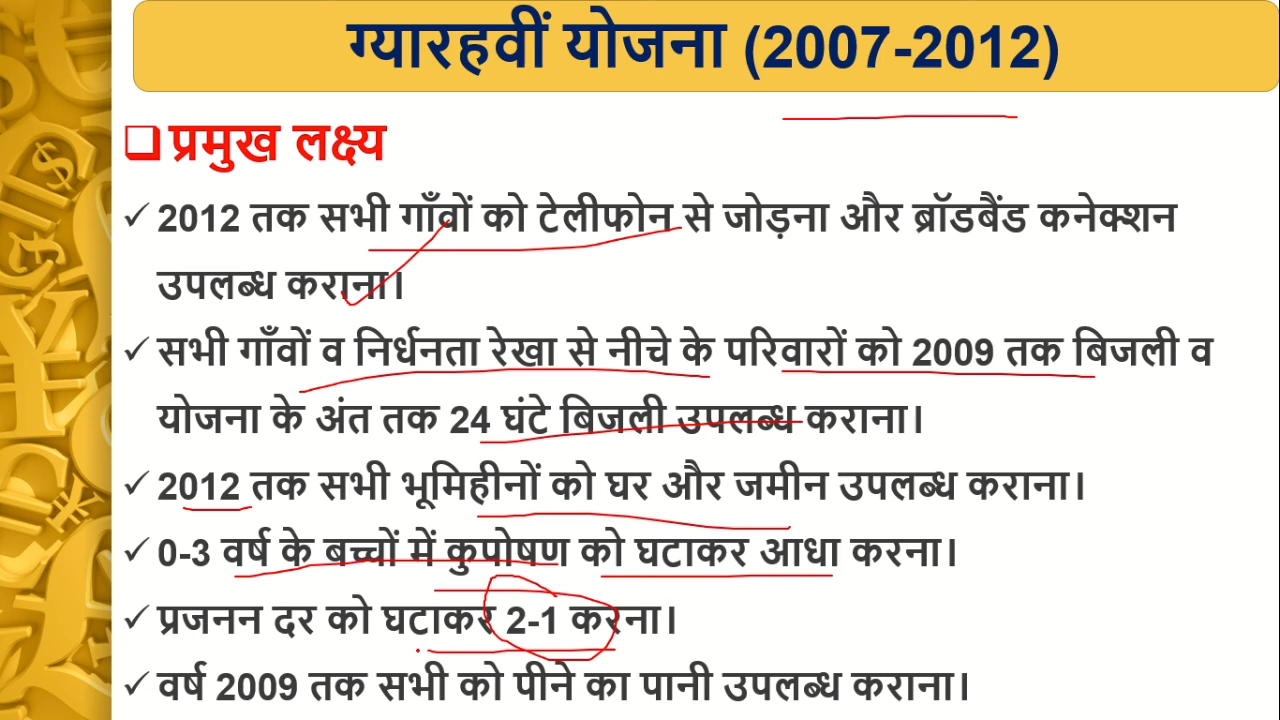 ग्यारहवीं योजना (2007-2012)
प्रमुख लक्ष्य
2012 तक सभी गाँवों को टेलीफोन से जोड़ना और ब्रॉडबैंड कनेक्शन
उपलब्ध कराना।
सभी गाँवों व निर्धनता रेखा से नीचे के परिवारों को 2009 तक बिजली व
योजना के अंत तक 24 घंटे बिजली उपलब्ध कराना।
2012 तक सभी भूमिहीनों को घर और जमीन उपलब्ध कराना।
0-3 वर्ष के बच्चों में कुपोषण को घटाकर आधा करना।
प्रजनन दर को घटाकर 2-1 करना।
वर्ष 2009 तक सभी को पीने का पानी उपलब्ध कराना।